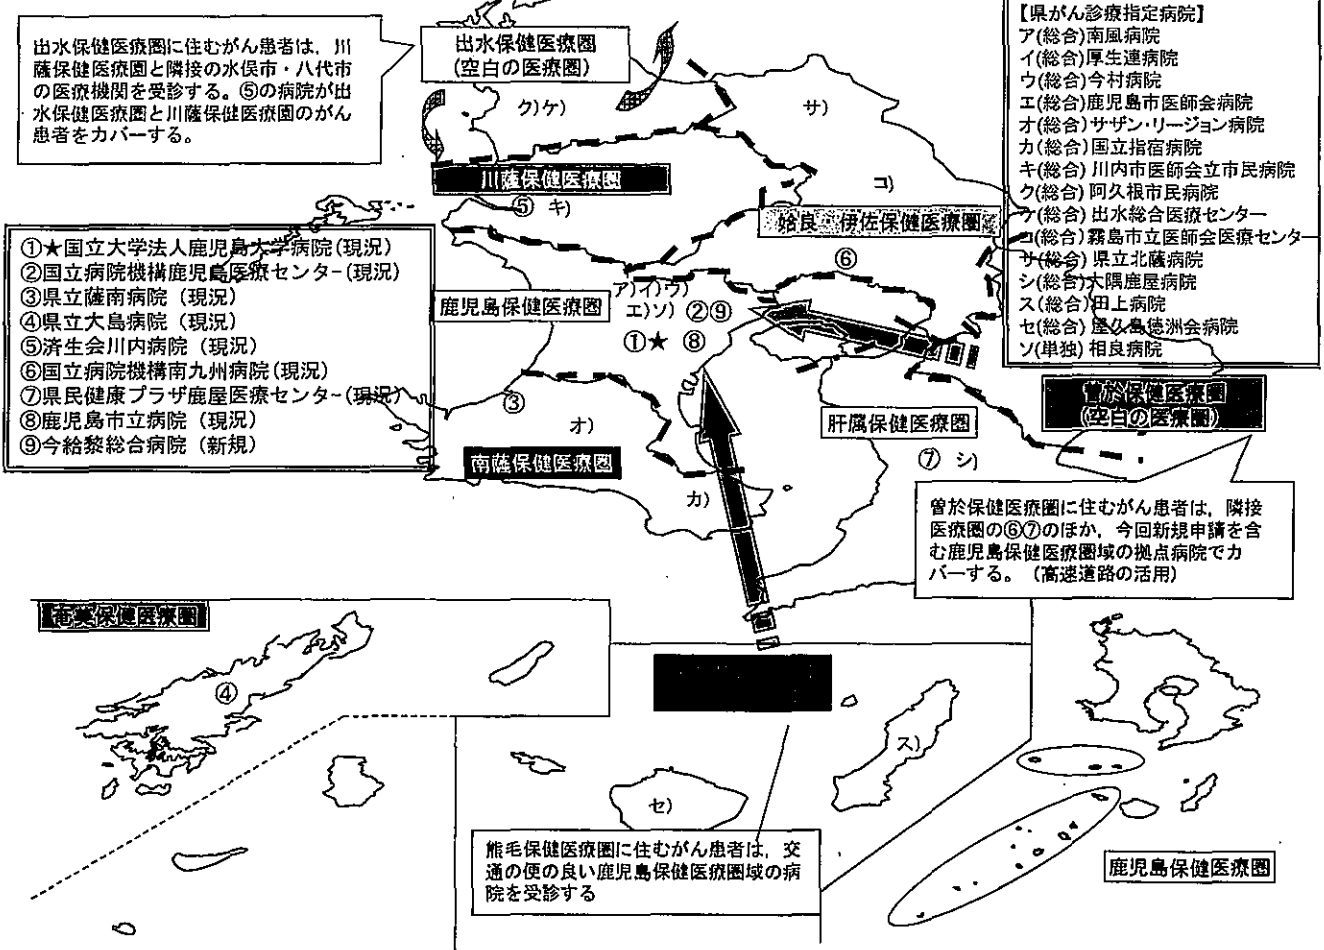 出水保健医療圏に住むがん患者は，川
薩保健医療圏と隣接の水俣市・八代市
の医療機関を受診する。⑤の病院が出
水保健医療圏と川薩保健医療圏のがん
患者をカバーする。
出水保健医療圏
(空白の医療圏)
【県がん診療指定病院】
ア(総合)南風病院
イ(総合)厚生連病院
ウ(総合)今村病院
エ(総合)鹿児島市医師会病院
オ(総合)サザン・リージョン病院
カ(総合)国立指宿病院
キ(総合) 川内市医師会立市民病院
ク(総合) 阿久根市民病院
ケ(総合) 出水総合医療センター
コ(総合)霧島市立医師会医療センター
サ(総合) 県立北薩病院
シ(総合)大隅鹿屋病院
ス(総合)田上病院
セ(総合) 屋久島徳洲会病院
ソ(単独) 相良病院
ク)ケ)
サ)
コ)
川薩保健医療圏
⑤ キ)
姶良・伊佐保健医療圏
⑥
①★国立大学法人鹿児島大学病院(現況)
②国立病院機構鹿児島医療センター(現況)
③県立薩南病院（現況）
④県立大島病院（現況）
⑤済生会川内病院（現況）
⑥国立病院機構南九州病院(現況)
⑦県民健康プラザ鹿屋医療センター(現況)
⑧鹿児島市立病院（現況）
⑨今給黎総合病院（新規）
鹿児島保健医療圏
ア)イ)ウ)
エ)ソ) ②⑨
①★ ⑧
③
オ)
南薩保健医療圏
カ)
肝属保健医療圏
⑦ シ)
曽於保健医療圏
(空白の医療圏)
曽於保健医療圏に住むがん患者は，隣接
医療圏の⑥⑦のほか，今回新規申請を含
む鹿児島保健医療圏域の拠点病院でカ
バーする。（高速道路の活用）
奄美保健医療圏
④
ス)
セ)
熊毛保健医療圏に住むがん患者は，交
通の便の良い鹿児島保健医療圏域の病
院を受診する
鹿児島保健医療圏